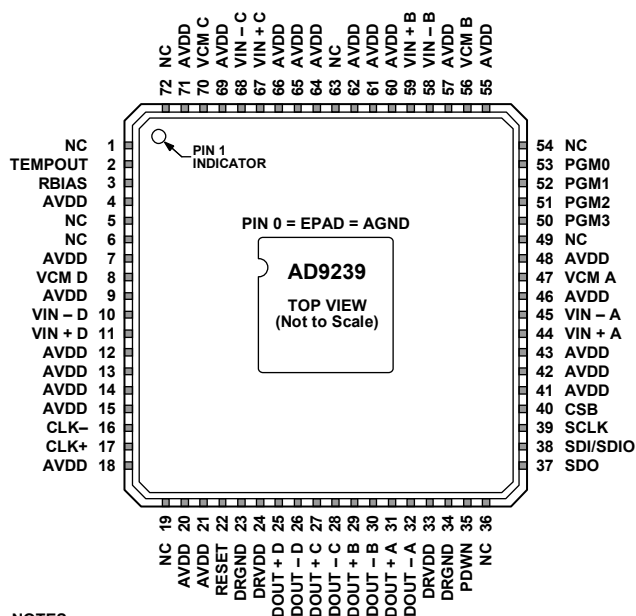 72 NC
71 AVDD
70 VCM C
69 AVDD
68 VIN – C
67 VIN + C
66 AVDD
65 AVDD
64 AVDD
63 NC
62 AVDD
61 AVDD
60 AVDD
59 VIN + B
58 VIN – B
57 AVDD
56 VCM B
55 AVDD
NC 1
TEMPOUT 2
RBIAS 3
AVDD 4
NC 5
NC 6
AVDD 7
VCM D 8
AVDD 9
VIN – D 10
VIN + D 11
AVDD 12
AVDD 13
AVDD 14
AVDD 15
CLK– 16
CLK+ 17
AVDD 18
PIN 1
INDICATOR
PIN 0 = EPAD = AGND
AD9239
TOP VIEW
(Not to Scale)
54 NC
53 PGM0
52 PGM1
51 PGM2
50 PGM3
49 NC
48 AVDD
47 VCM A
46 AVDD
45 VIN – A
44 VIN + A
43 AVDD
42 AVDD
41 AVDD
40 CSB
39 SCLK
38 SDI/SDIO
37 SDO
NC 19
AVDD 20
AVDD 21
RESET 22
DRGND 23
DRVDD 24
DOUT + D 25
DOUT – D 26
DOUT + C 27
DOUT – C 28
DOUT + B 29
DOUT – B 30
DOUT + A 31
DOUT – A 32
DRVDD 33
DRGND 34
PDWN 35
NC 36